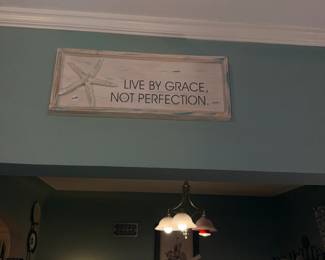 LIVE BY GRACE,
NOT PERFECTION.